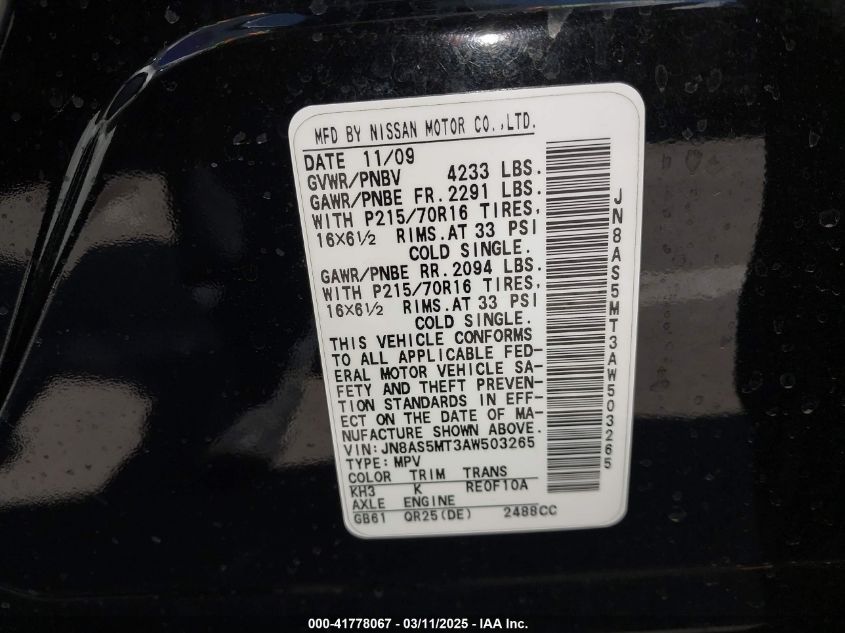 MFD BY NISSAN MOTOR CO.,LTD.
DATE 11/09
GVWR/PNBV 4233 LBS.
GAWR/PNBE FR. 2291 LBS.
WITH P215/70R16 TIRES,
16×6½ RIMS.AT 33 PSI
COLD SINGLE.
GAWR/PNBE RR. 2094 LBS.
WITH P215/70R16 TIRES,
16×6½ RIMS.AT 33 PSI
COLD SINGLE.
THIS VEHICLE CONFORMS
TO ALL APPLICABLE FED-
ERAL MOTOR VEHICLE SA-
FETY AND THEFT PREVEN-
TION STANDARDS IN EFF-
ECT ON THE DATE OF MA-
NUFACTURE SHOWN ABOVE.
VIN: JN8AS5MT3AW503265
TYPE: MPV
COLOR TRIM TRANS
KH3 K RE0F10A
AXLE ENGINE
GB61 QR25(DE) 2488CC
JN8AS5MT3AW503265
000-41778067 - 03/11/2025 - IAA Inc.